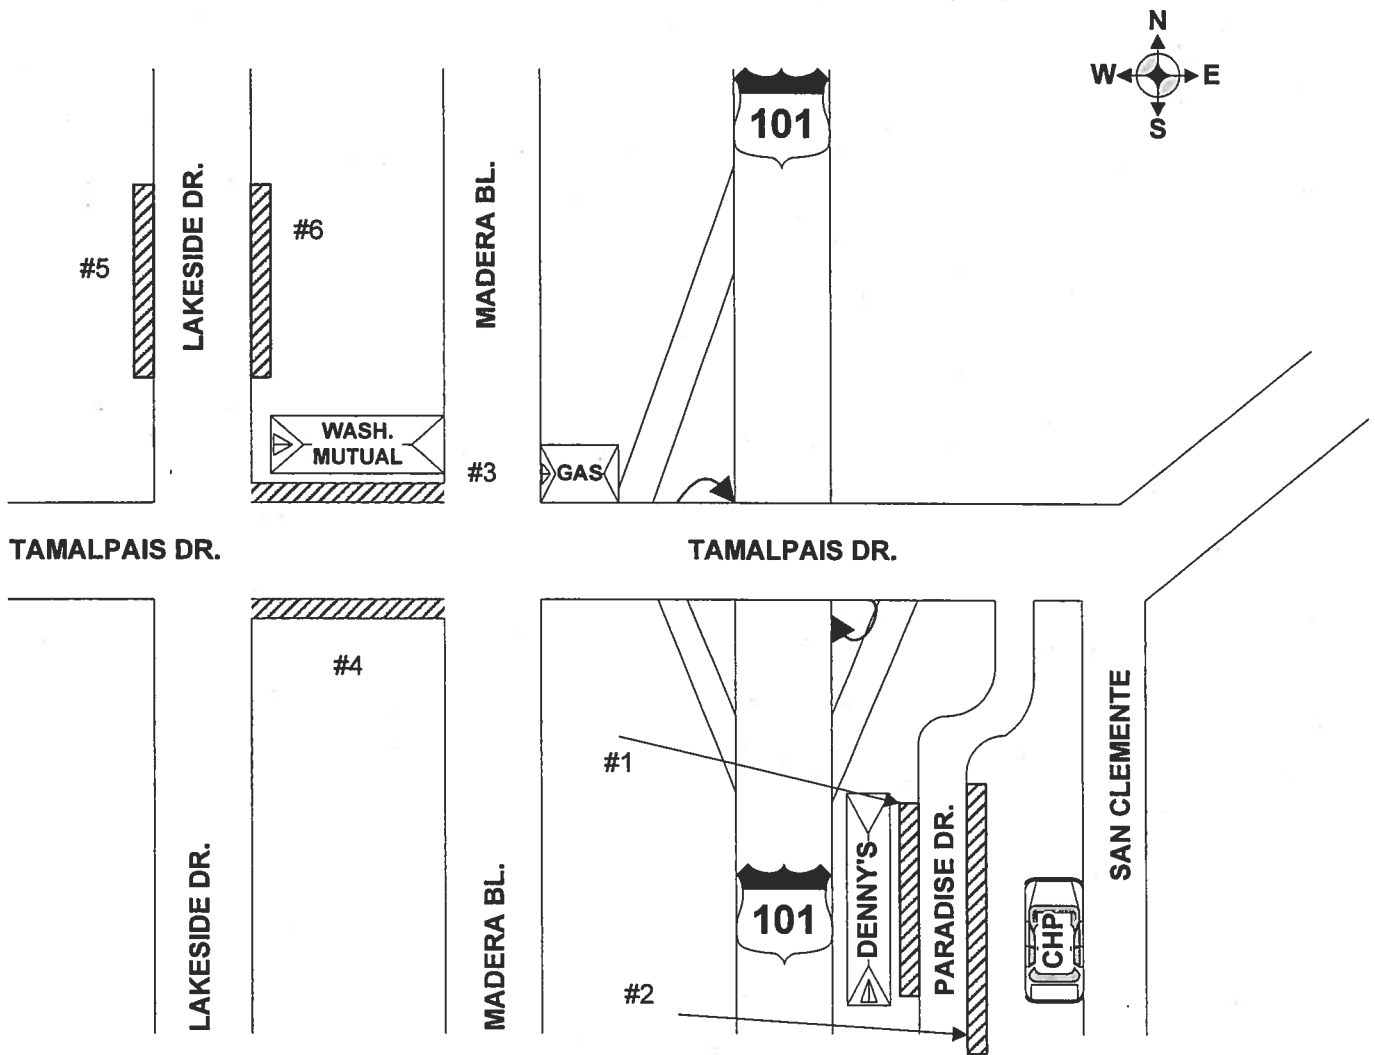 N
W E
S
101
LAKESIDE DR.
MADERA BL.
#6
#5
WASH.
MUTUAL
#3
GAS
TAMALPAIS DR.
TAMALPAIS DR.
#4
#1
SAN CLEMENTE
LAKESIDE DR.
MADERA BL.
101
DENNY'S
PARADISE DR.
CHP
#2